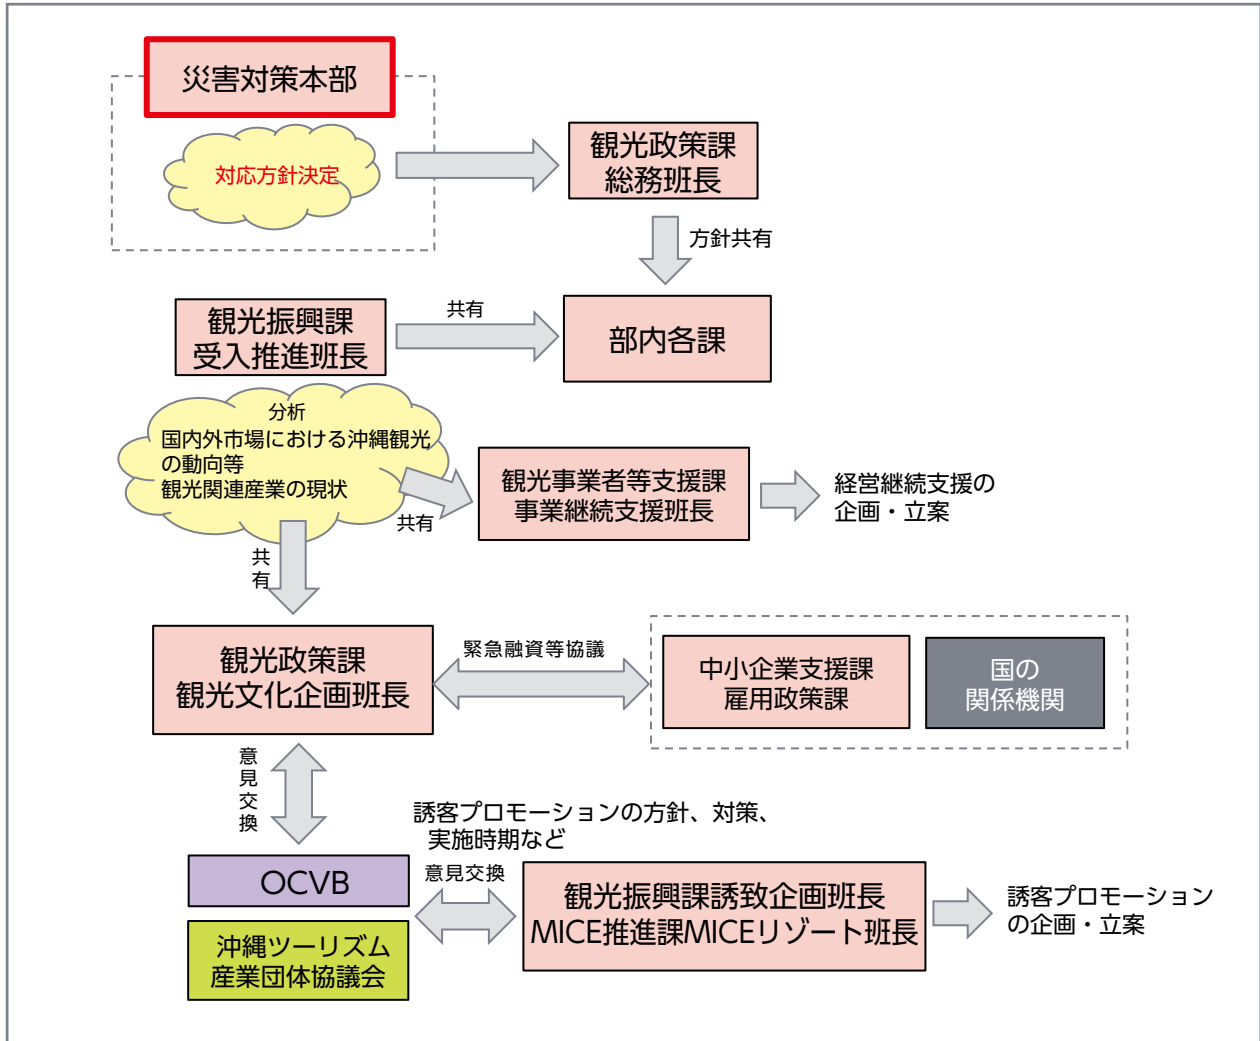 災害対策本部
対応方針決定
観光政策課
総務班長
方針共有
観光振興課
受入推進班長
共有
部内各課
分析
国内外市場における沖縄観光
の動向等
観光関連産業の現状
共有
観光事業者等支援課
事業継続支援班長
経営継続支援の
企画・立案
共有
観光政策課
観光文化企画班長
緊急融資等協議
中小企業支援課
雇用政策課
国の
関係機関
意見交換
誘客プロモーションの方針、対策、
実施時期など
OCVB
意見交換
沖縄ツーリズム
産業団体協議会
観光振興課誘致企画班長
MICE推進課MICEリゾート班長
誘客プロモーション
の企画・立案